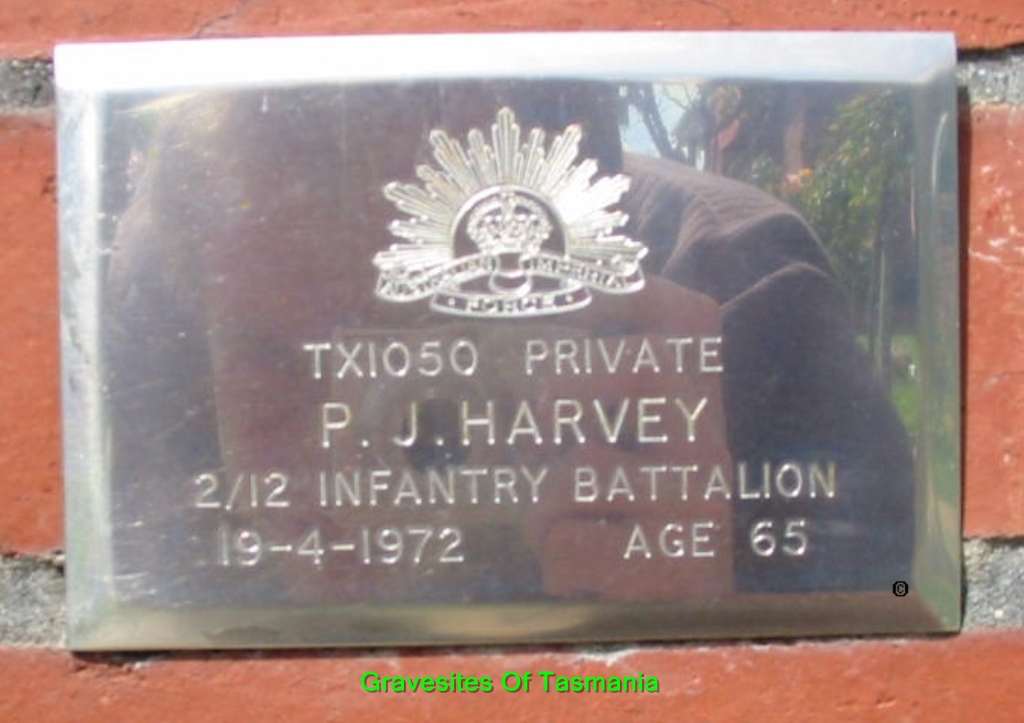 AUSTRALIAN IMPERIAL
FORCE
TX1050 PRIVATE
P. J. HARVEY
2/12 INFANTRY BATTALION
19-4-1972 AGE 65
©
Gravesites Of Tasmania